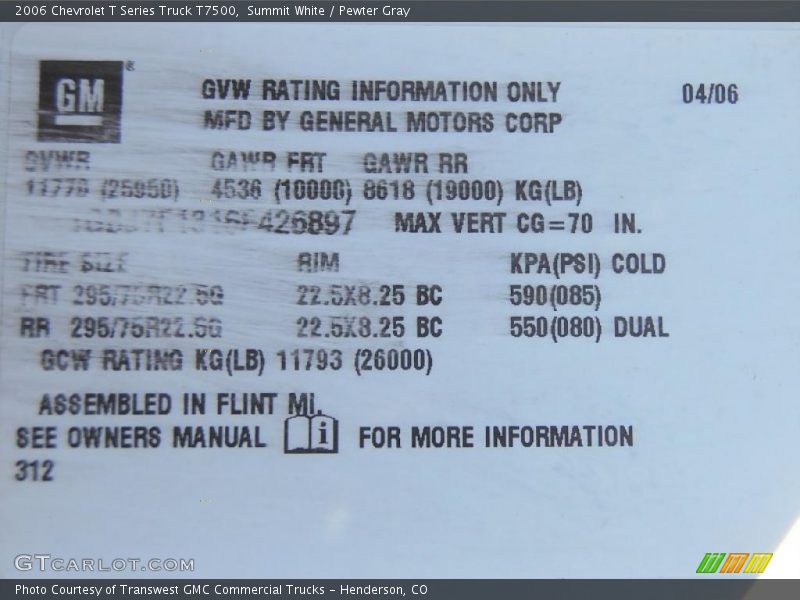 2006 Chevrolet T Series Truck T7500,  Summit White / Pewter Gray
GM ®
GVW RATING INFORMATION ONLY 04/06
MFD BY GENERAL MOTORS CORP
GVWR GAWR FRT GAWR RR
11778 (25950) 4536 (10000) 8618 (19000) KG(LB)
MAX VERT CG=70 IN.
TIRE SIZE RIM KPA(PSI) COLD
FRT 295/75R22.5G 22.5X8.25 BC 590(085)
RR 295/75R22.5G 22.5X8.25 BC 550(080) DUAL
GCW RATING KG(LB) 11793 (26000)
ASSEMBLED IN FLINT MI.
SEE OWNERS MANUAL i FOR MORE INFORMATION
312
GTCARLOT.COM
Photo Courtesy of Transwest GMC Commercial Trucks - Henderson, CO